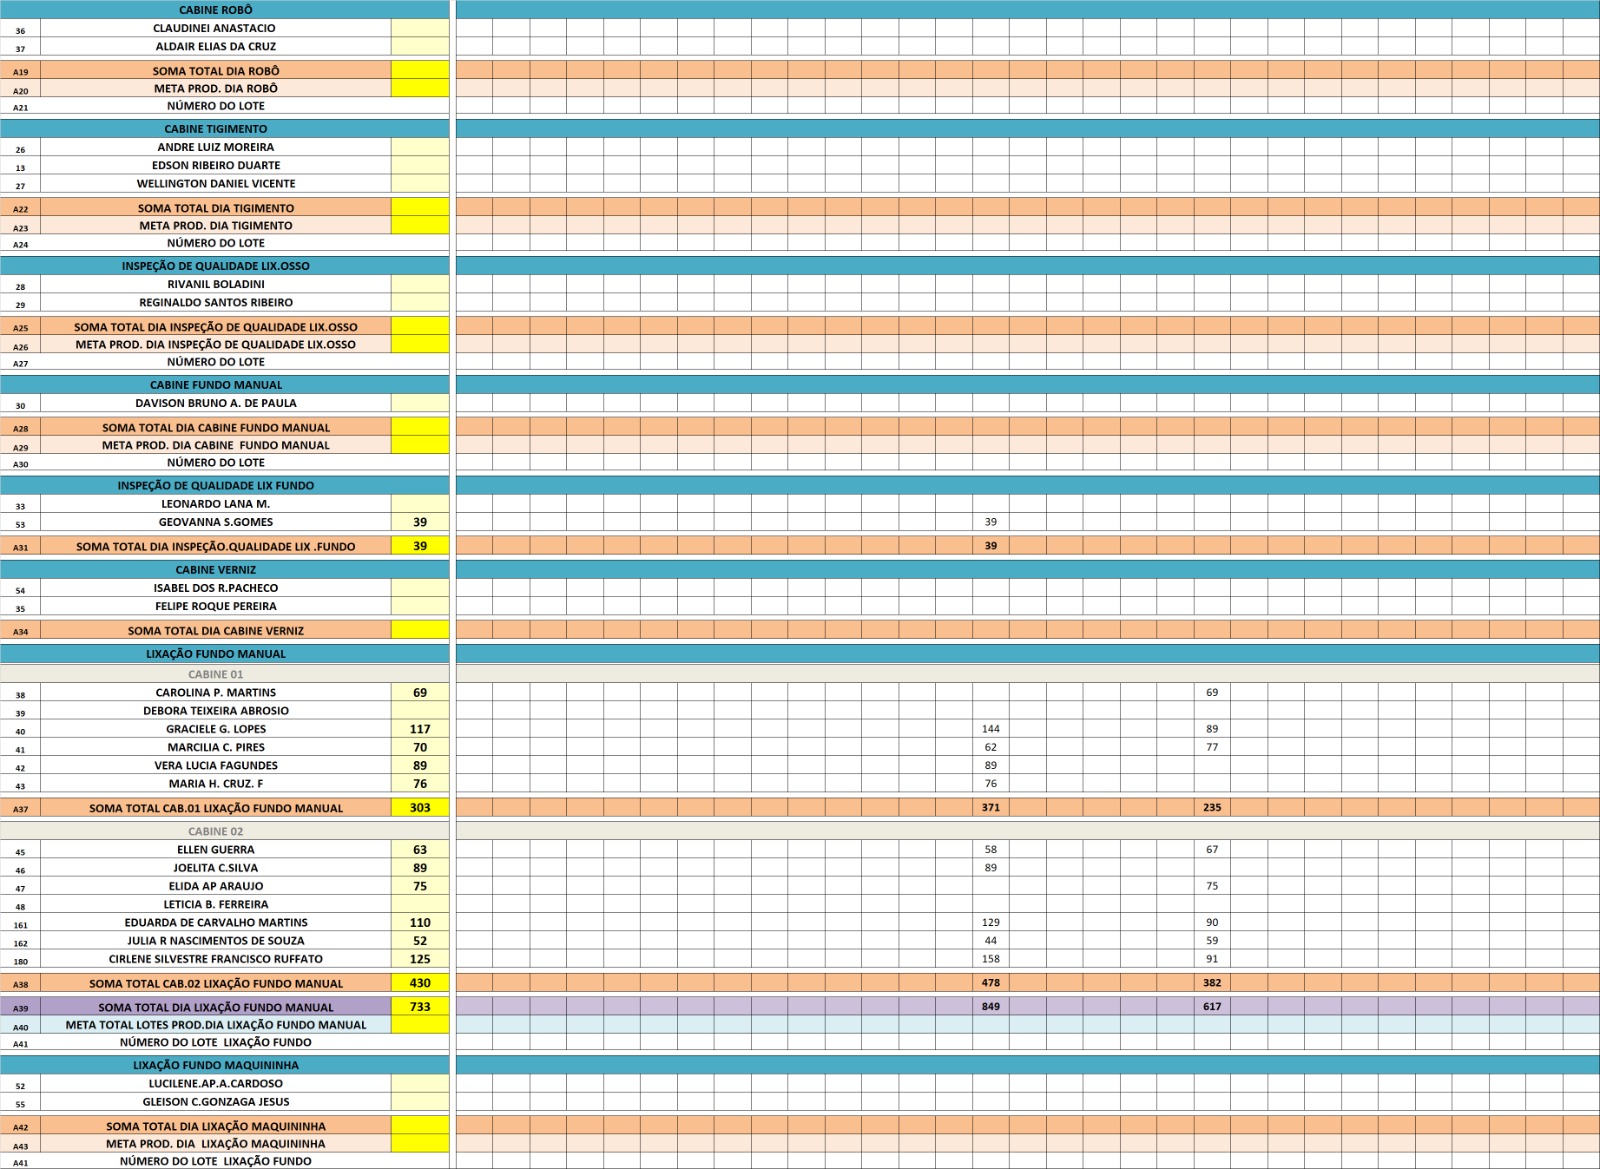 CABINE ROBÔ
36 CLAUDINEI ANASTACIO
37 ALDAIR ELIAS DA CRUZ
A19 SOMA TOTAL DIA ROBÔ
A20 META PROD. DIA ROBÔ
A21 NÚMERO DO LOTE
CABINE TIGIMENTO
26 ANDRE LUIZ MOREIRA
13 EDSON RIBEIRO DUARTE
27 WELLINGTON DANIEL VICENTE
A22 SOMA TOTAL DIA TIGIMENTO
A23 META PROD. DIA TIGIMENTO
A24 NÚMERO DO LOTE
INSPEÇÃO DE QUALIDADE LIX.OSSO
28 RIVANIL BOLADINI
29 REGINALDO SANTOS RIBEIRO
A25 SOMA TOTAL DIA INSPEÇÃO DE QUALIDADE LIX.OSSO
A26 META PROD. DIA INSPEÇÃO DE QUALIDADE LIX.OSSO
A27 NÚMERO DO LOTE
CABINE FUNDO MANUAL
30 DAVISON BRUNO A. DE PAULA
A28 SOMA TOTAL DIA CABINE FUNDO MANUAL
A29 META PROD. DIA CABINE FUNDO MANUAL
A30 NÚMERO DO LOTE
INSPEÇÃO DE QUALIDADE LIX FUNDO
33 LEONARDO LANA M.
53 GEOVANNA S.GOMES 39 39
A31 SOMA TOTAL DIA INSPEÇÃO.QUALIDADE LIX .FUNDO 39 39
CABINE VERNIZ
54 ISABEL DOS R.PACHECO
35 FELIPE ROQUE PEREIRA
A34 SOMA TOTAL DIA CABINE VERNIZ
LIXAÇÃO FUNDO MANUAL
CABINE 01
38 CAROLINA P. MARTINS 69 69
39 DEBORA TEIXEIRA ABROSIO
40 GRACIELE G. LOPES 117 144 89
41 MARCILIA C. PIRES 70 62 77
42 VERA LUCIA FAGUNDES 89 89
43 MARIA H. CRUZ. F 76 76
A37 SOMA TOTAL CAB.01 LIXAÇÃO FUNDO MANUAL 303 371 235
CABINE 02
45 ELLEN GUERRA 63 58 67
46 JOELITA C.SILVA 89 89
47 ELIDA AP ARAUJO 75 75
48 LETICIA B. FERREIRA
161 EDUARDA DE CARVALHO MARTINS 110 129 90
162 JULIA R NASCIMENTOS DE SOUZA 52 44 59
180 CIRLENE SILVESTRE FRANCISCO RUFFATO 125 158 91
A38 SOMA TOTAL CAB.02 LIXAÇÃO FUNDO MANUAL 430 478 382
A39 SOMA TOTAL DIA LIXAÇÃO FUNDO MANUAL 733 849 617
A40 META TOTAL LOTES PROD.DIA LIXAÇÃO FUNDO MANUAL
A41 NÚMERO DO LOTE LIXAÇÃO FUNDO
LIXAÇÃO FUNDO MAQUININHA
52 LUCILENE.AP.A.CARDOSO
55 GLEISON C.GONZAGA JESUS
A42 SOMA TOTAL DIA LIXAÇÃO MAQUININHA
A43 META PROD. DIA LIXAÇÃO MAQUININHA
A41 NÚMERO DO LOTE LIXAÇÃO FUNDO